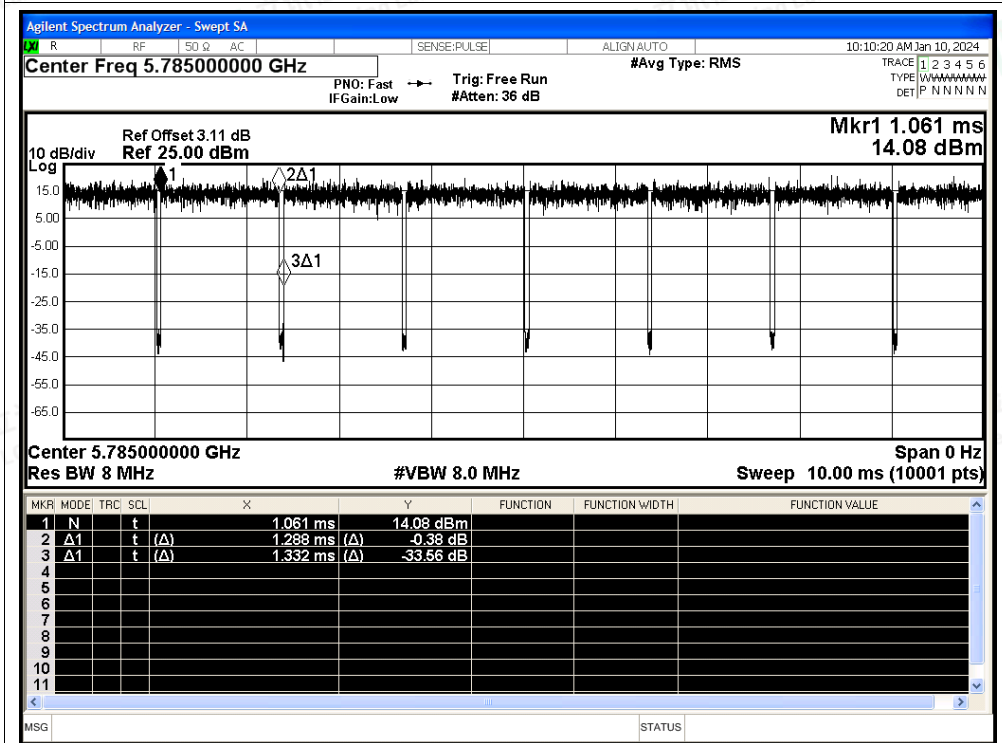 Agilent Spectrum Analyzer - Swept SA
LXI R RF 50 Ω AC SENSE:PULSE ALIGN AUTO 10:10:20 AM Jan 10, 2024
Center Freq 5.785000000 GHz #Avg Type: RMS TRACE 1 2 3 4 5 6
PNO: Fast Trig: Free Run TYPE W
IFGain:Low #Atten: 36 dB DET P N N N N N
Ref Offset 3.11 dB Mkr1 1.061 ms
10 dB/div Ref 25.00 dBm 14.08 dBm
Log
1 2Δ1
15.0
5.00
-5.00
3Δ1
-15.0
-25.0
-35.0
-45.0
-55.0
-65.0
Center 5.785000000 GHz Span 0 Hz
Res BW 8 MHz #VBW 8.0 MHz Sweep 10.00 ms (10001 pts)
MKR MODE TRC SCL X Y FUNCTION FUNCTION WIDTH FUNCTION VALUE
1 N t 1.061 ms 14.08 dBm
2 Δ1 t (Δ) 1.288 ms (Δ) -0.38 dB
3 Δ1 t (Δ) 1.332 ms (Δ) -33.56 dB
4
5
6
7
8
9
10
11
MSG STATUS